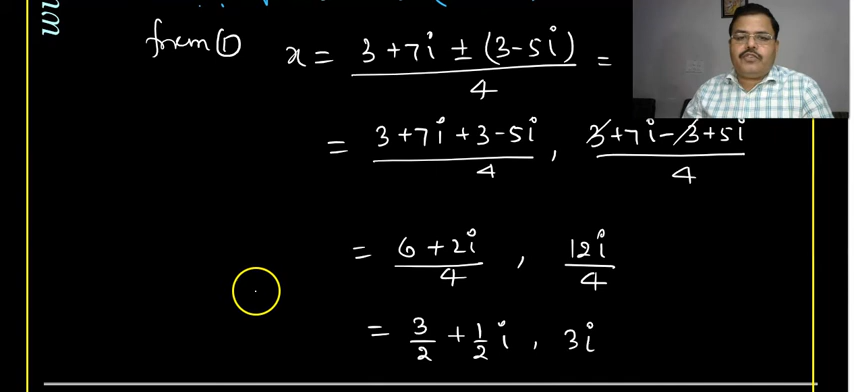 from ① x = 3 + 7i ± (3 - 5i) / 4 =
= 3 + 7i + 3 - 5i / 4 , 3 + 7i - 3 + 5i / 4
= 6 + 2i / 4 , 12i / 4
= 3/2 + 1/2 i , 3i